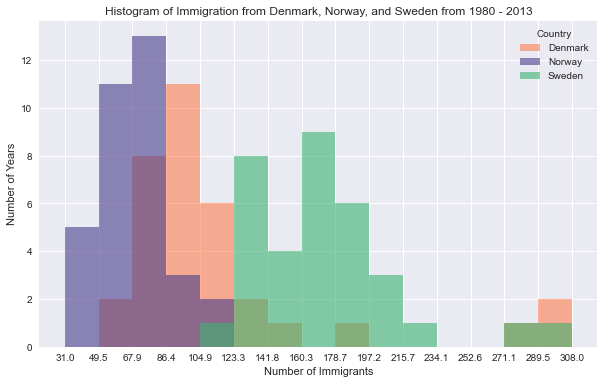 Histogram of Immigration from Denmark, Norway, and Sweden from 1980 - 2013
Country
Denmark
Norway
Sweden
Number of Years
12
10
8
6
4
2
0
31.0 49.5 67.9 86.4 104.9 123.3 141.8 160.3 178.7 197.2 215.7 234.1 252.6 271.1 289.5 308.0
Number of Immigrants